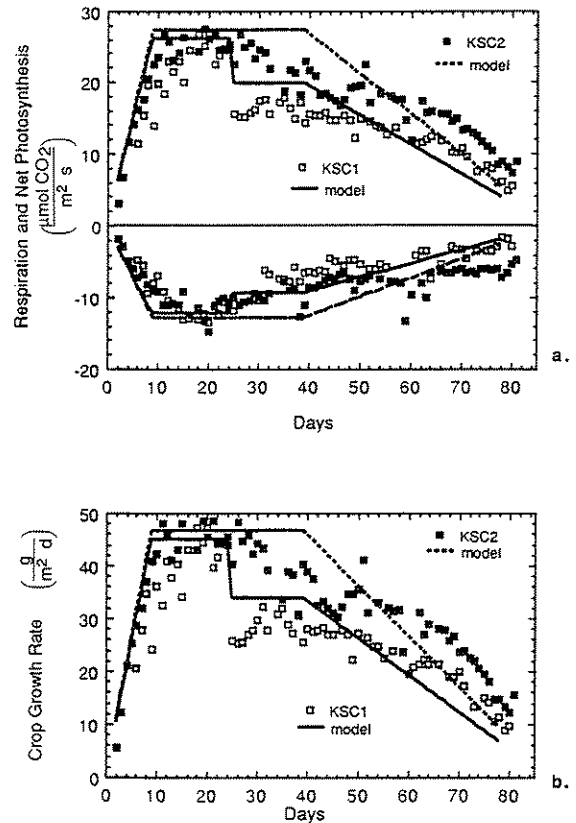 Respiration and Net Photosynthesis
(μmol CO2 / m² s)
40
30
20
10
0
-10
-20
KSC2
model
KSC1
model
0 10 20 30 40 50 60 70 80
Days
a.
Crop Growth Rate (g / m² d)
50
40
30
20
10
0
KSC2
model
KSC1
model
0 10 20 30 40 50 60 70 80
Days
b.